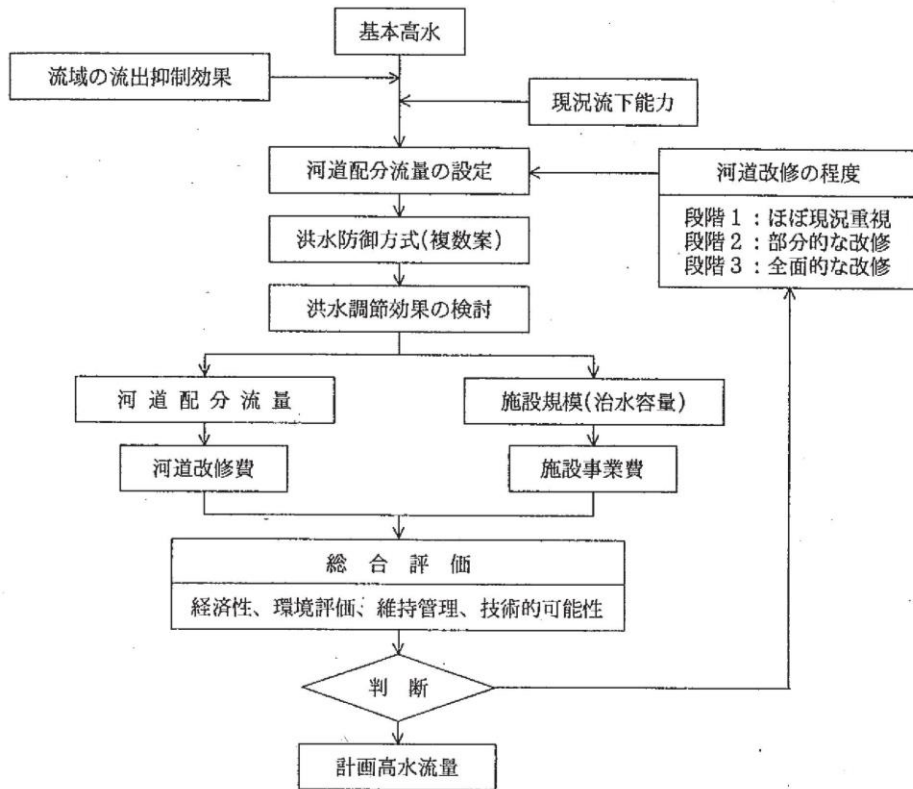 基本高水
流域の流出抑制効果
現況流下能力
河道配分流量の設定
河道改修の程度
段階1：ほぼ現況重視
段階2：部分的な改修
段階3：全面的な改修
洪水防御方式(複数案)
洪水調節効果の検討
河道配分流量
施設規模(治水容量)
河道改修費
施設事業費
総合評価
経済性、環境評価、維持管理、技術的可能性
判断
計画高水流量